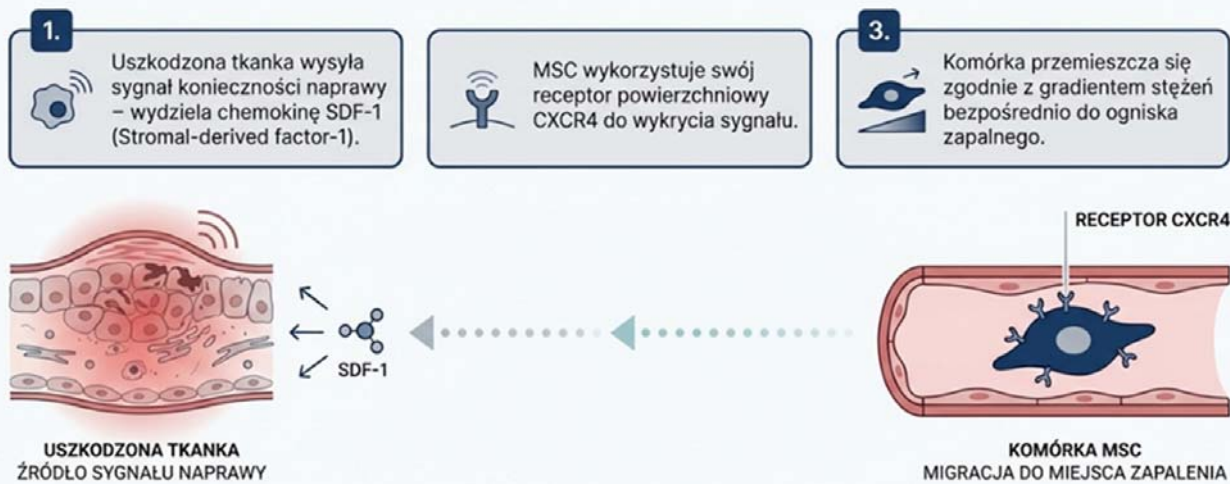 1.
Uszkodzona tkanka wysyła
sygnał konieczności naprawy
– wydziela chemokinę SDF-1
(Stromal-derived factor-1).
MSC wykorzystuje swój
receptor powierzchniowy
CXCR4 do wykrycia sygnału.
3.
Komórka przemieszcza się
zgodnie z gradientem stężeń
bezpośrednio do ogniska
zapalnego.
RECEPTOR CXCR4
SDF-1
USZKODZONA TKANKA
ŹRÓDŁO SYGNAŁU NAPRAWY
KOMÓRKA MSC
MIGRACJA DO MIEJSCA ZAPALENIA